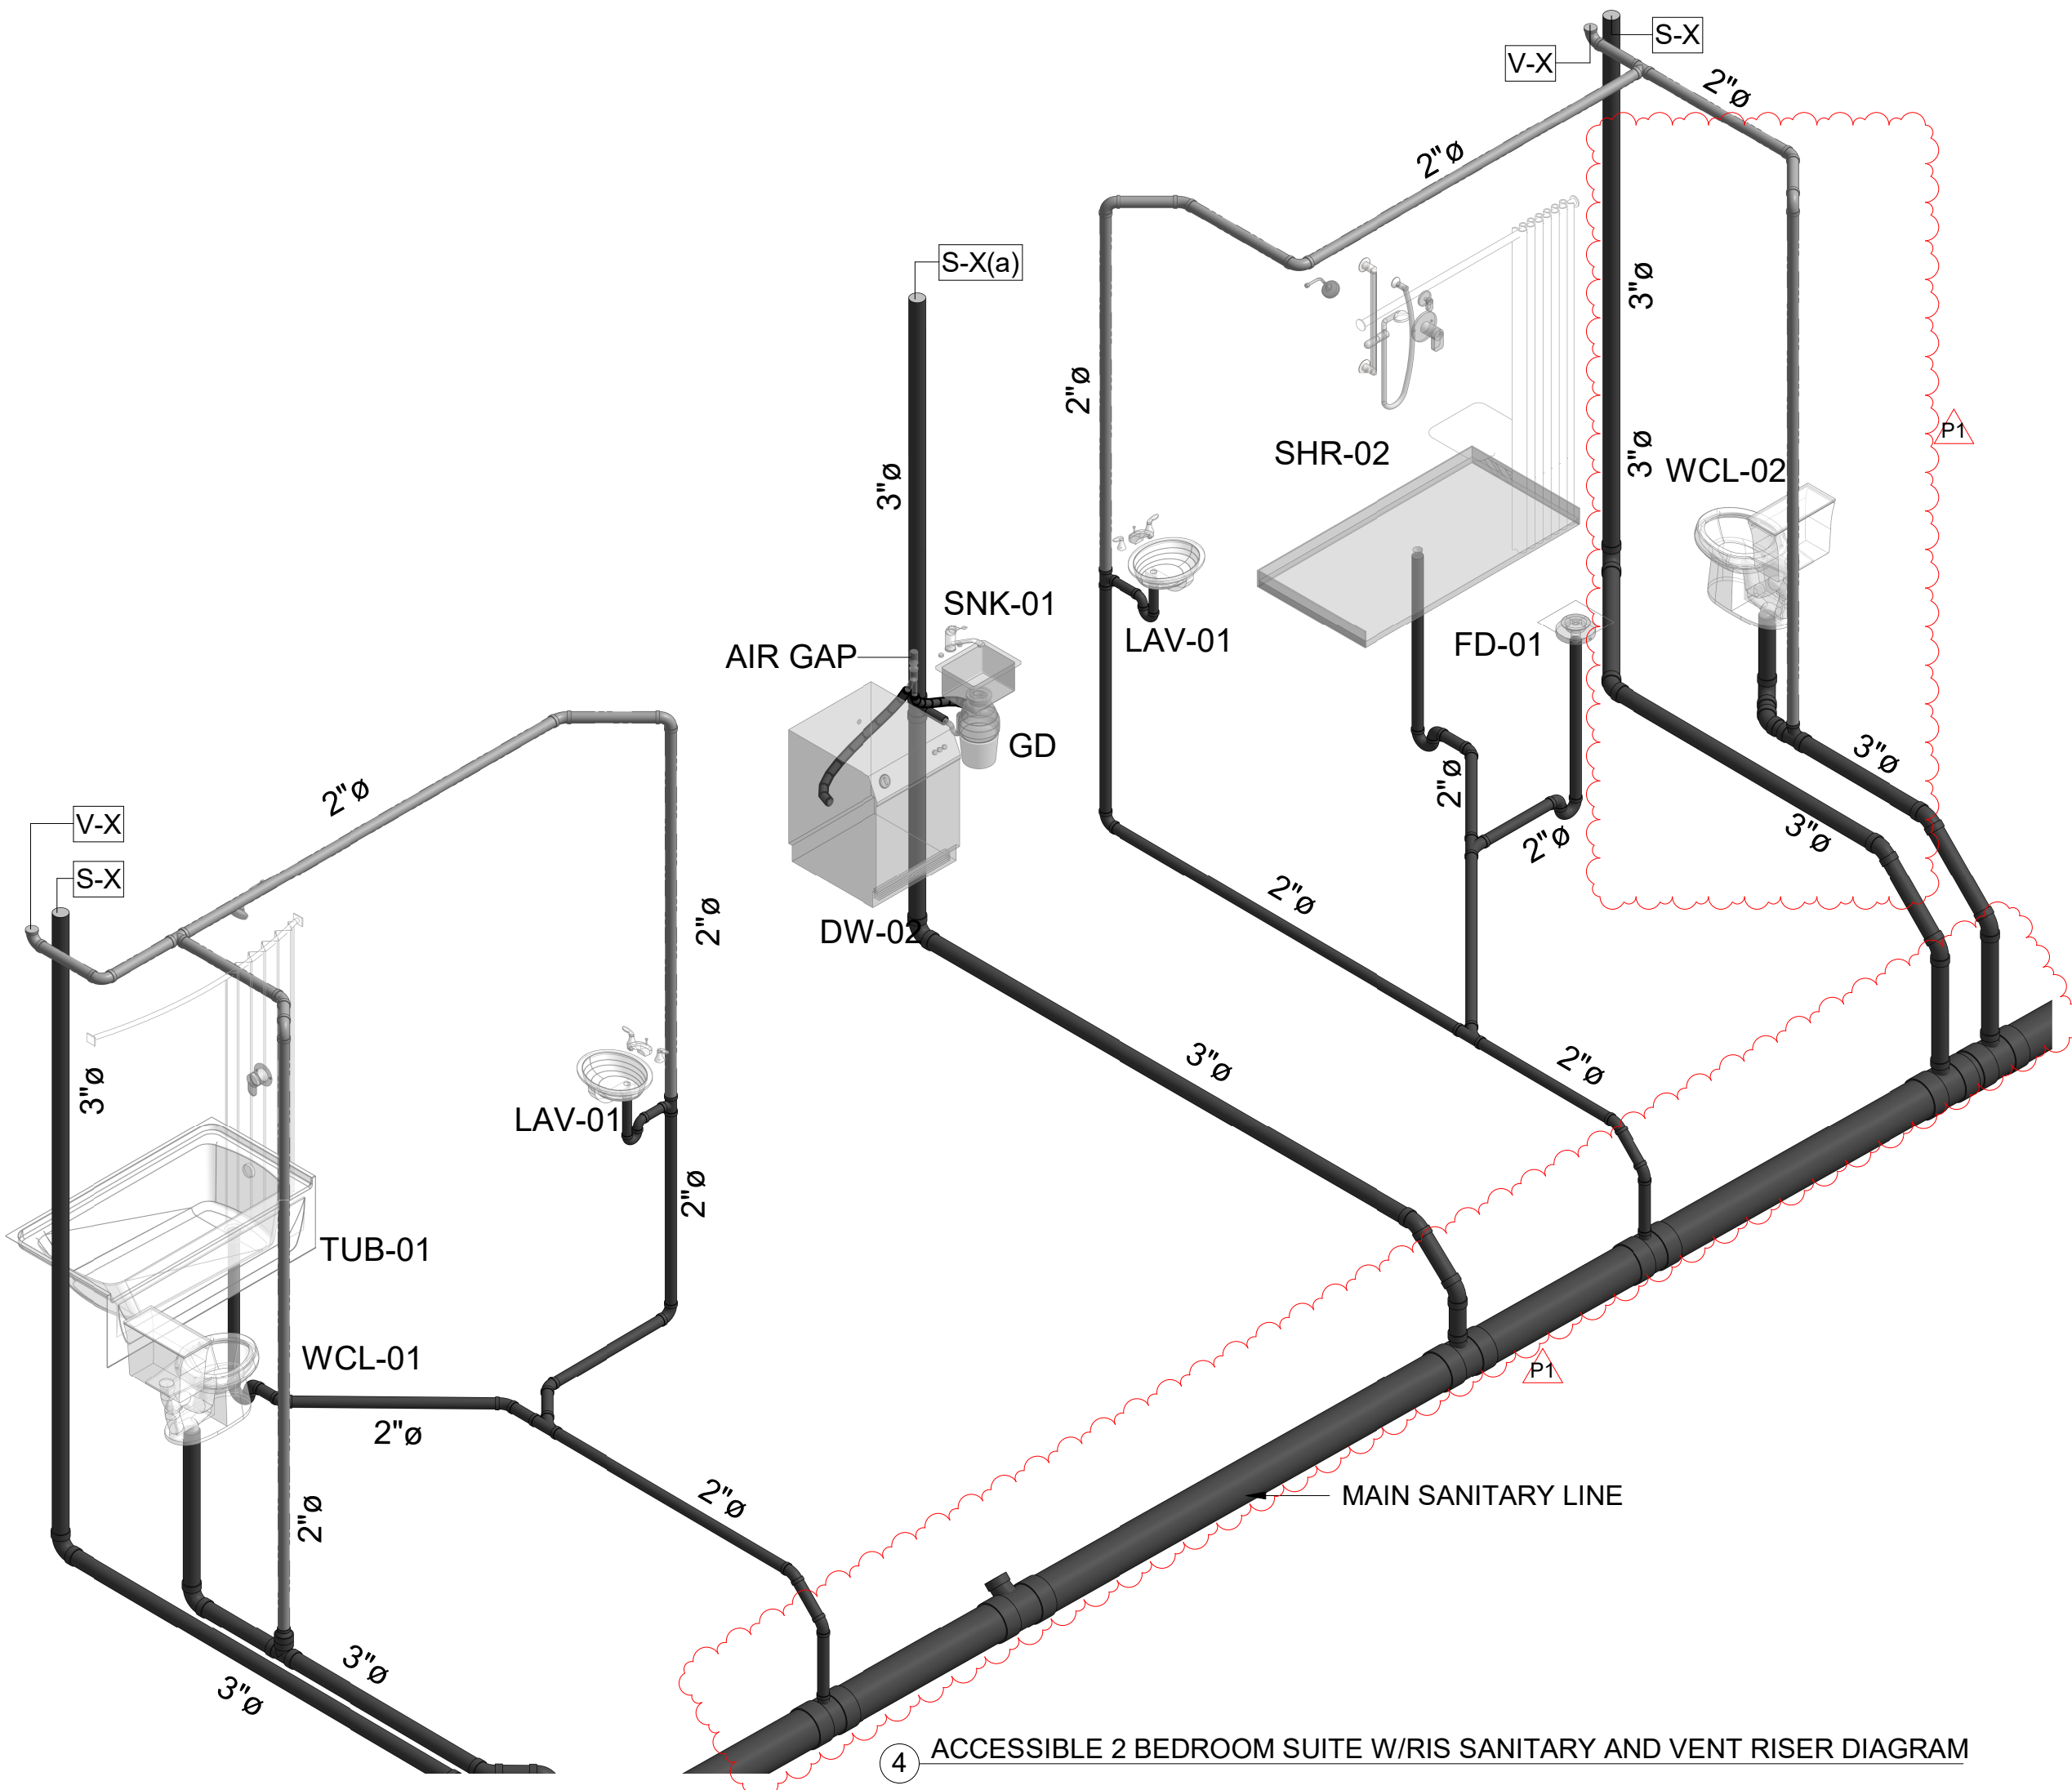 S-X
V-X
2"ø
2"ø
S-X(a)
3"ø
2"ø
3"ø
SHR-02
3"ø
WCL-02
P1
3"ø
SNK-01
AIR GAP
LAV-01
FD-01
GD
2"ø
3"ø
2"ø
V-X
2"ø
3"ø
S-X
2"ø
2"ø
DW-02
3"ø
3"ø
2"ø
LAV-01
2"ø
TUB-01
WCL-01
P1
2"ø
2"ø
MAIN SANITARY LINE
2"ø
3"ø
3"ø
4 ACCESSIBLE 2 BEDROOM SUITE W/RIS SANITARY AND VENT RISER DIAGRAM